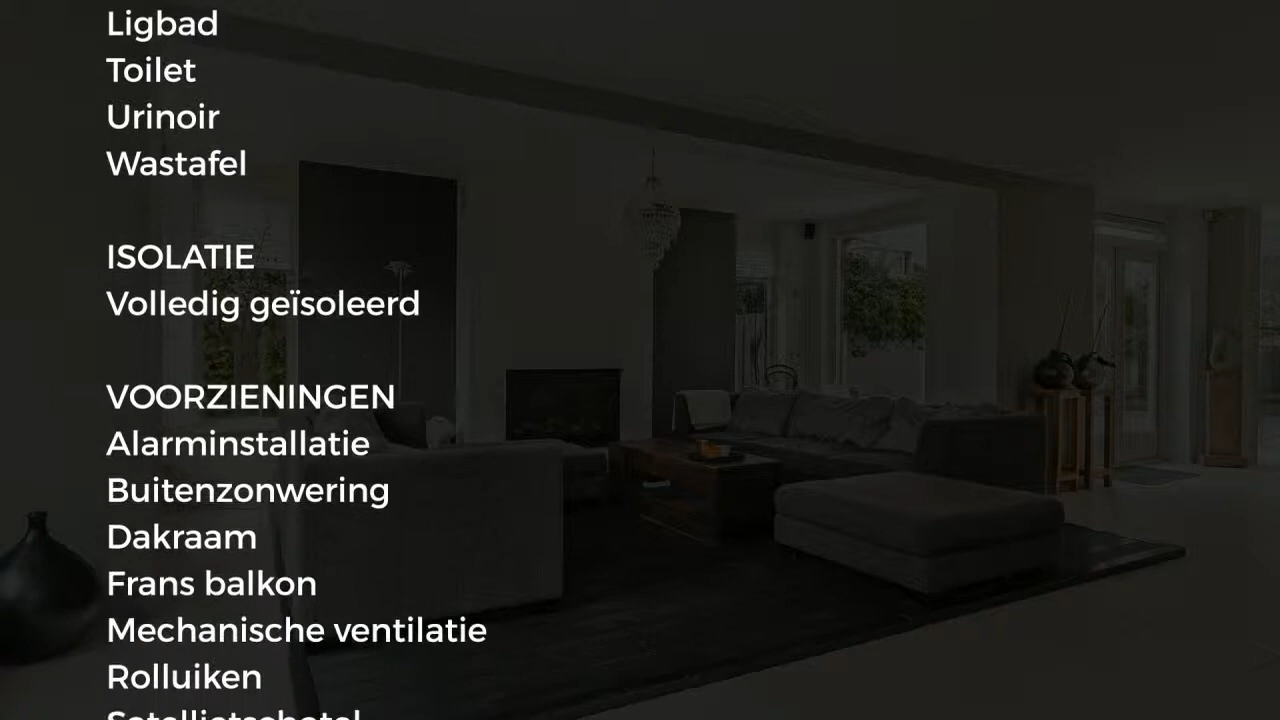 Ligbad
Toilet
Urinoir
Wastafel
ISOLATIE
Volledig geïsoleerd
VOORZIENINGEN
Alarminstallatie
Buitenzonwering
Dakraam
Frans balkon
Mechanische ventilatie
Rolluiken